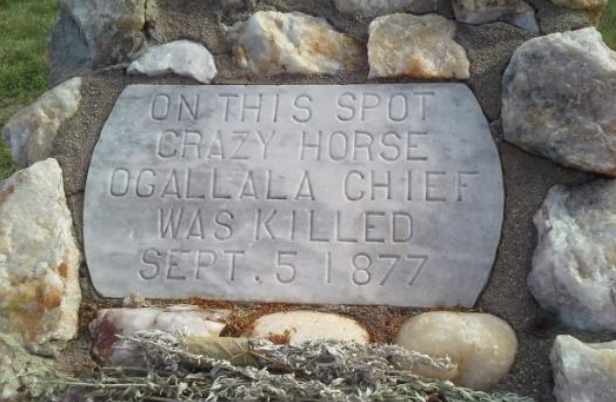 ON THIS SPOT
CRAZY HORSE
OGALLALA CHIEF
WAS KILLED
SEPT. 5 1877